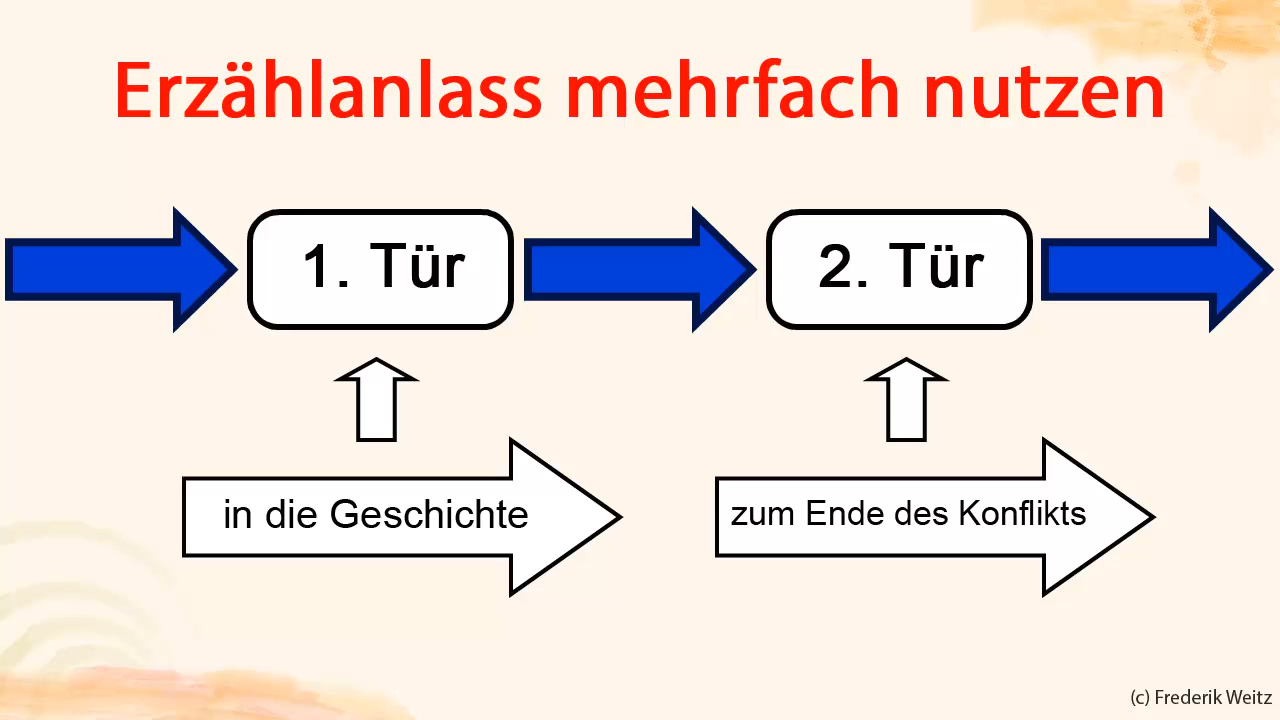 Erzählanlass mehrfach nutzen
1. Tür
2. Tür
in die Geschichte
zum Ende des Konflikts
(c) Frederik Weitz